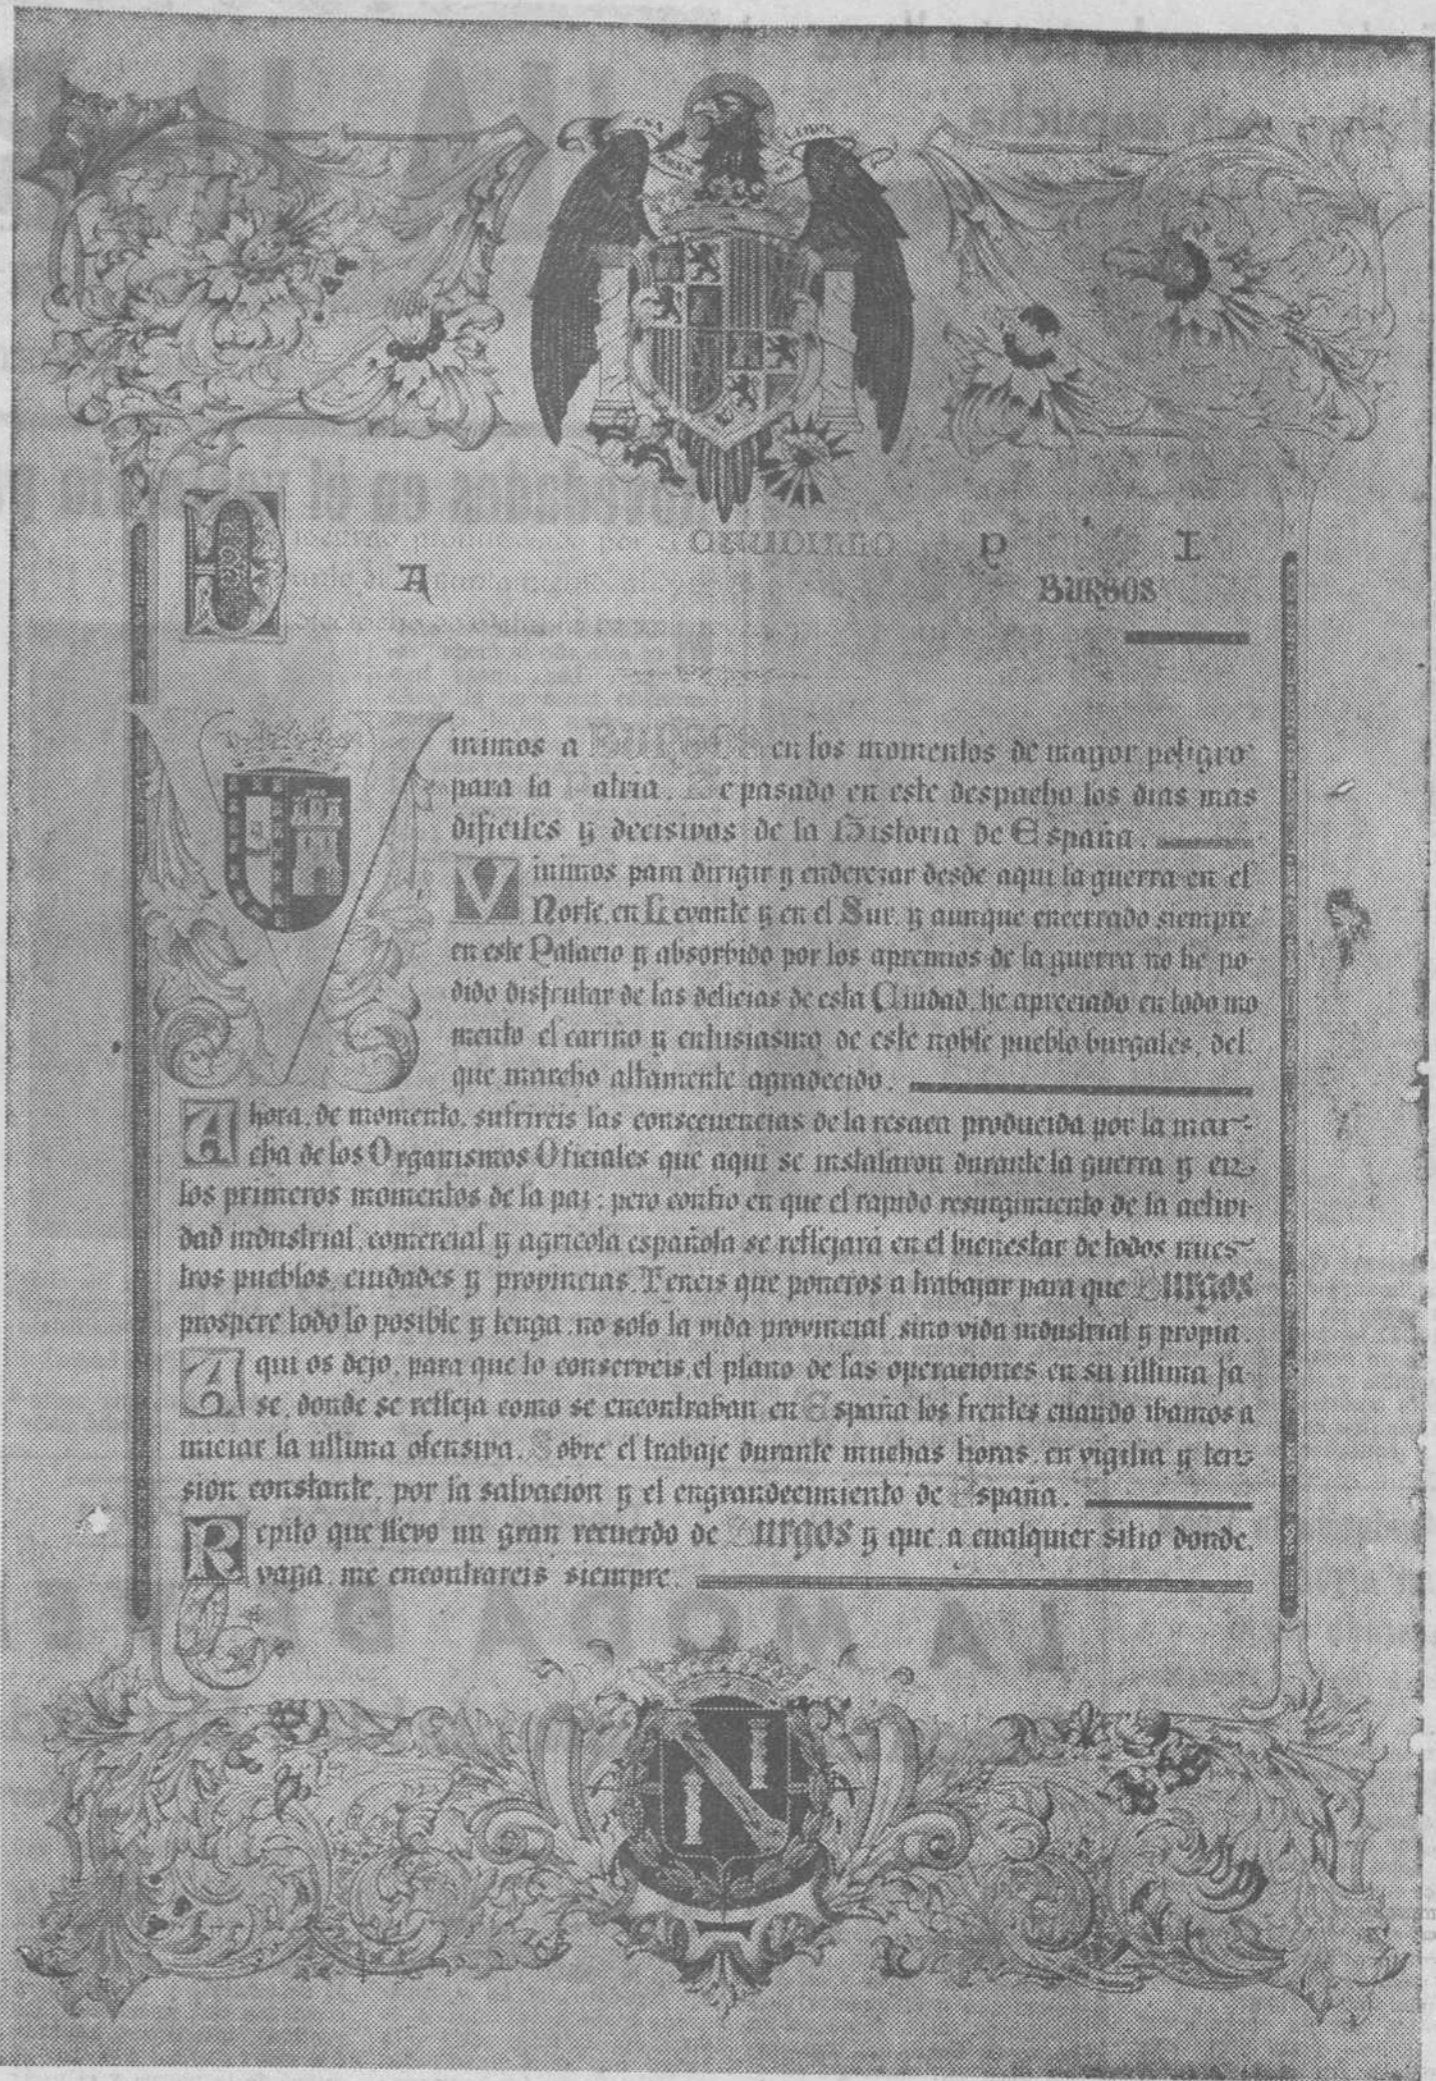 UNA
LIBRE
D A CAUDILLO P I
BURGOS
Vinimos a BURGOS en los momentos de mayor peligro
para la Patria. He pasado en este despacho los dias mas
dificiles y decisivos de la Historia de España.
Vinimos para dirigir y enderezar desde aqui la guerra en el
Norte, en Levante y en el Sur, y aunque encerrado siempre
en este Palacio y absorbido por los apremios de la guerra no he po-
dido disfrutar de las delicias de esta Ciudad, he apreciado en todo mo
mento el cariño y entusiasmo de este noble pueblo burgales, del
que marcho altamente agradecido.
Ahora, de momento, sufrireis las consecuencias de la resaca producida por la mar-
cha de los Organismos Oficiales que aqui se instalaron durante la guerra y en
los primeros momentos de la paz; pero confio en que el rapido resurgimiento de la activi-
dad industrial, comercial y agricola española se reflejará en el bienestar de todos nues-
tros pueblos, ciudades y provincias. Teneis que poneros a trabajar para que BURGOS
prospere todo lo posible y tenga, no solo la vida provincial, sino vida industrial y propia.
Aqui os dejo, para que lo conserveis, el plano de las operaciones en su última fa-
se, donde se refleja como se encontraban en España los frentes cuando ibamos a
iniciar la ultima ofensiva. Sobre el trabaje durante muchas horas, en vigilia y ten-
sion constante, por la salvacion y el engrandecimiento de España.
Repito que llevo un gran recuerdo de BURGOS y que, a cualquier sitio donde
vaya, me encontrareis siempre.